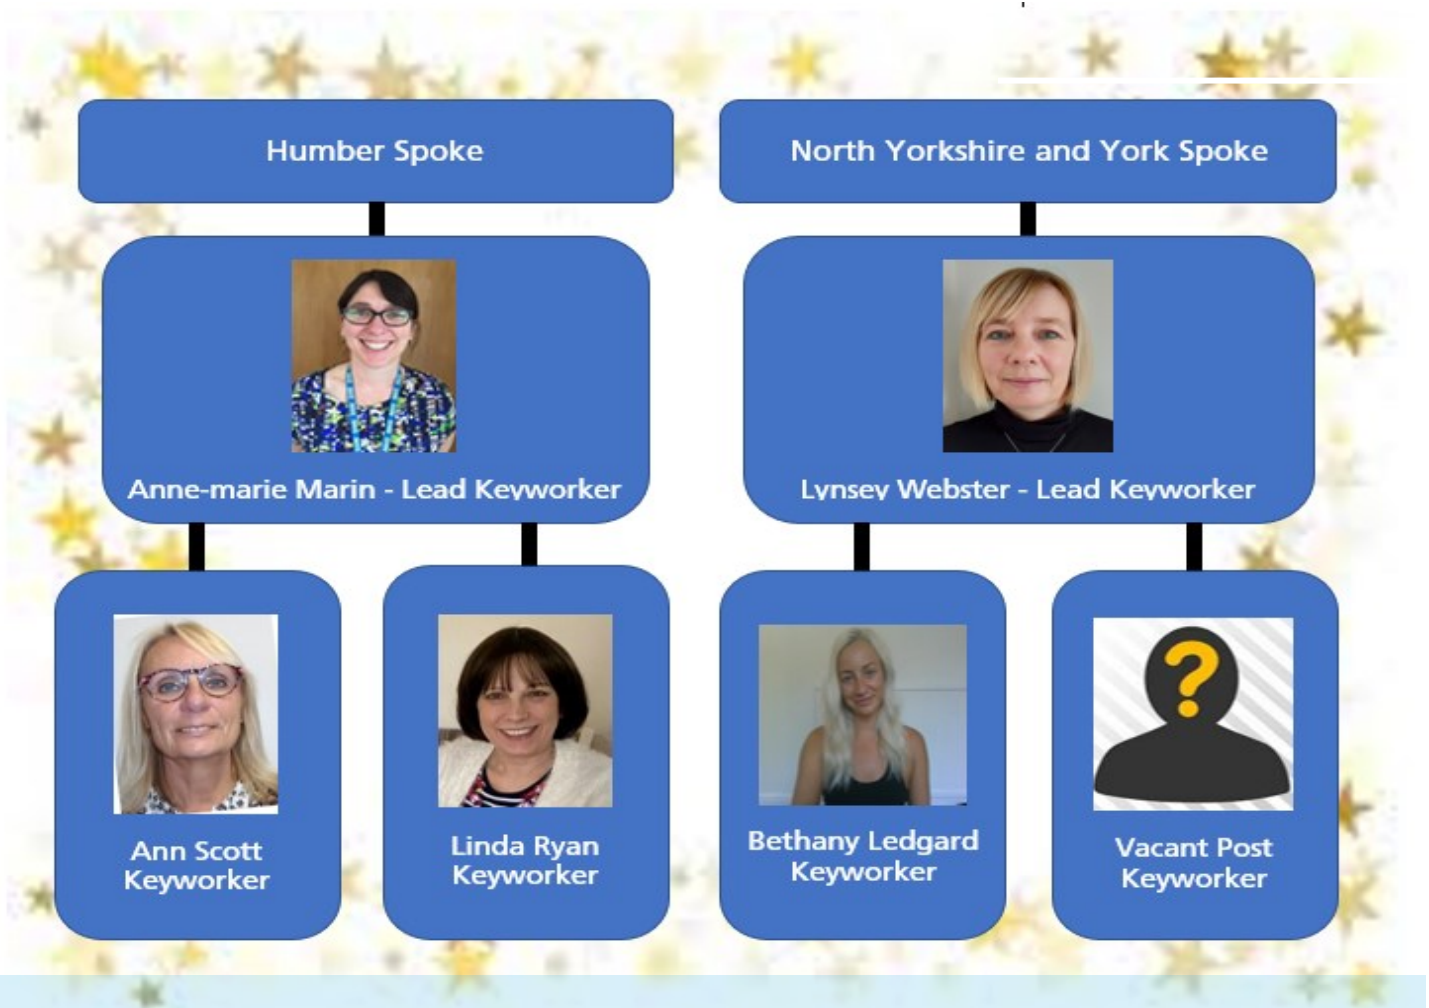 Humber Spoke
North Yorkshire and York Spoke
Anne-marie Marin - Lead Keyworker
Lynsey Webster - Lead Keyworker
Ann Scott
Keyworker
Linda Ryan
Keyworker
Bethany Ledgard
Keyworker
?
Vacant Post
Keyworker